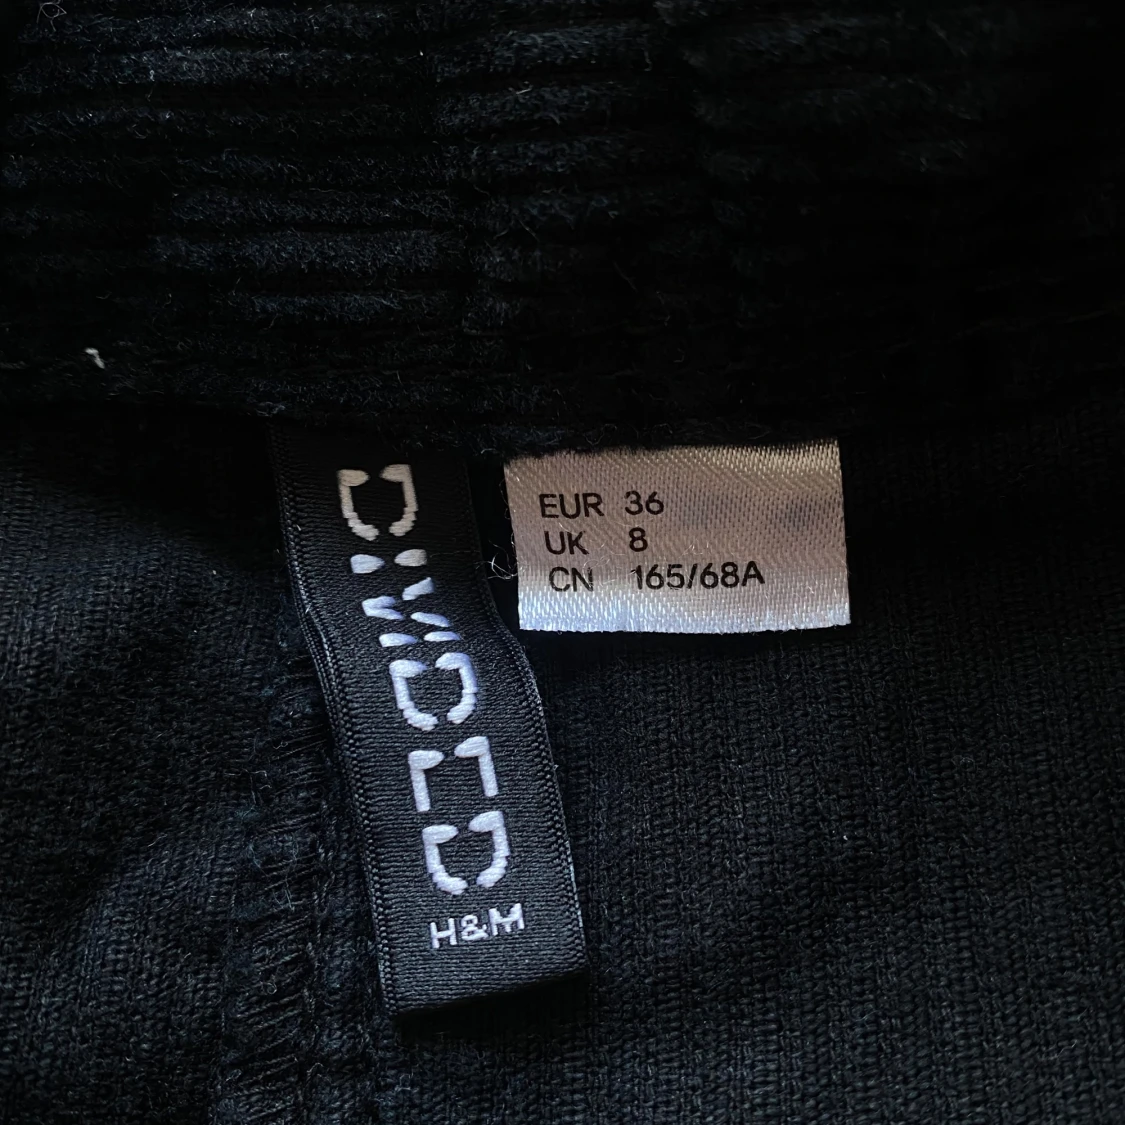 DIVIDED
H&M
EUR 36
UK 8
CN 165/68A